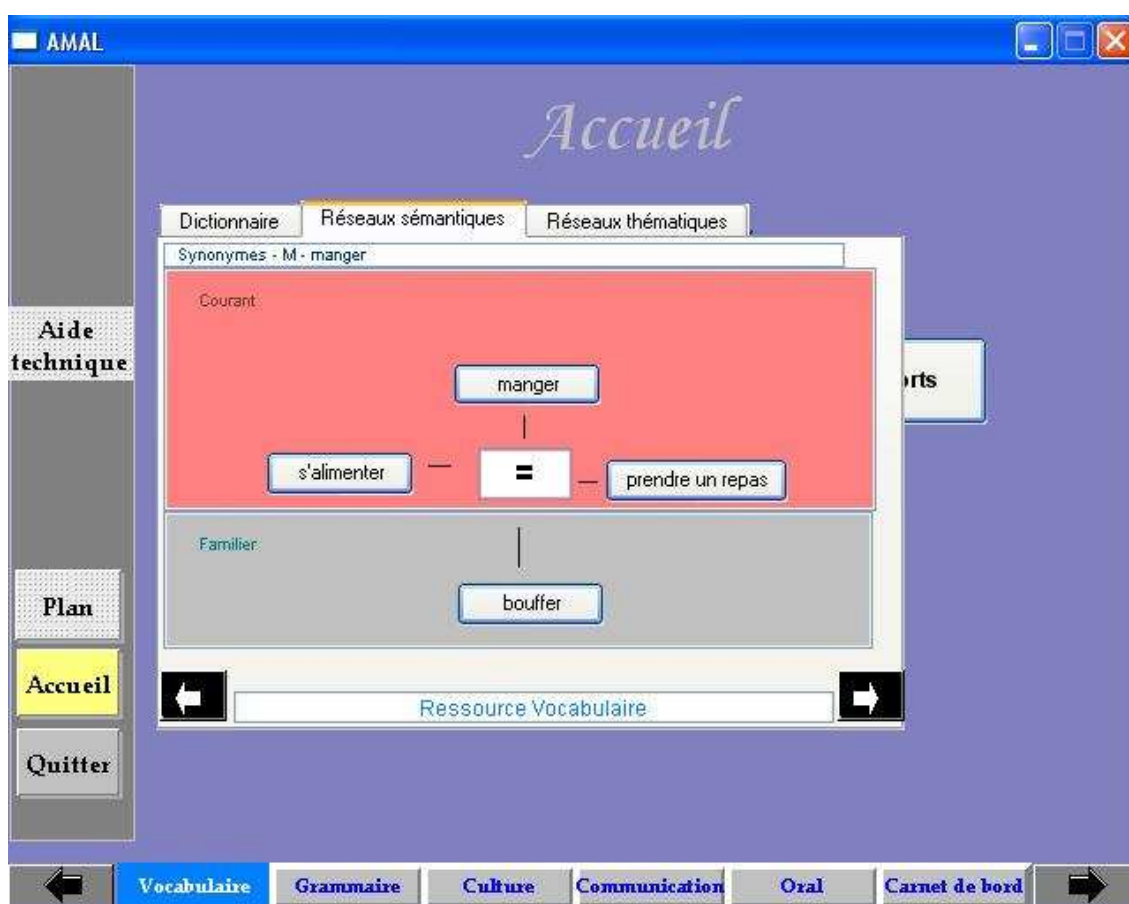 AMAL
Accueil
Dictionnaire
Réseaux sémantiques
Réseaux thématiques
Synonymes - M - manger
Courant
Aide
technique
manger
orts
s'alimenter
=
prendre un repas
Familier
bouffer
Plan
Accueil
Ressource Vocabulaire
Quitter
Vocabulaire
Grammaire
Culture
Communication
Oral
Carnet de bord